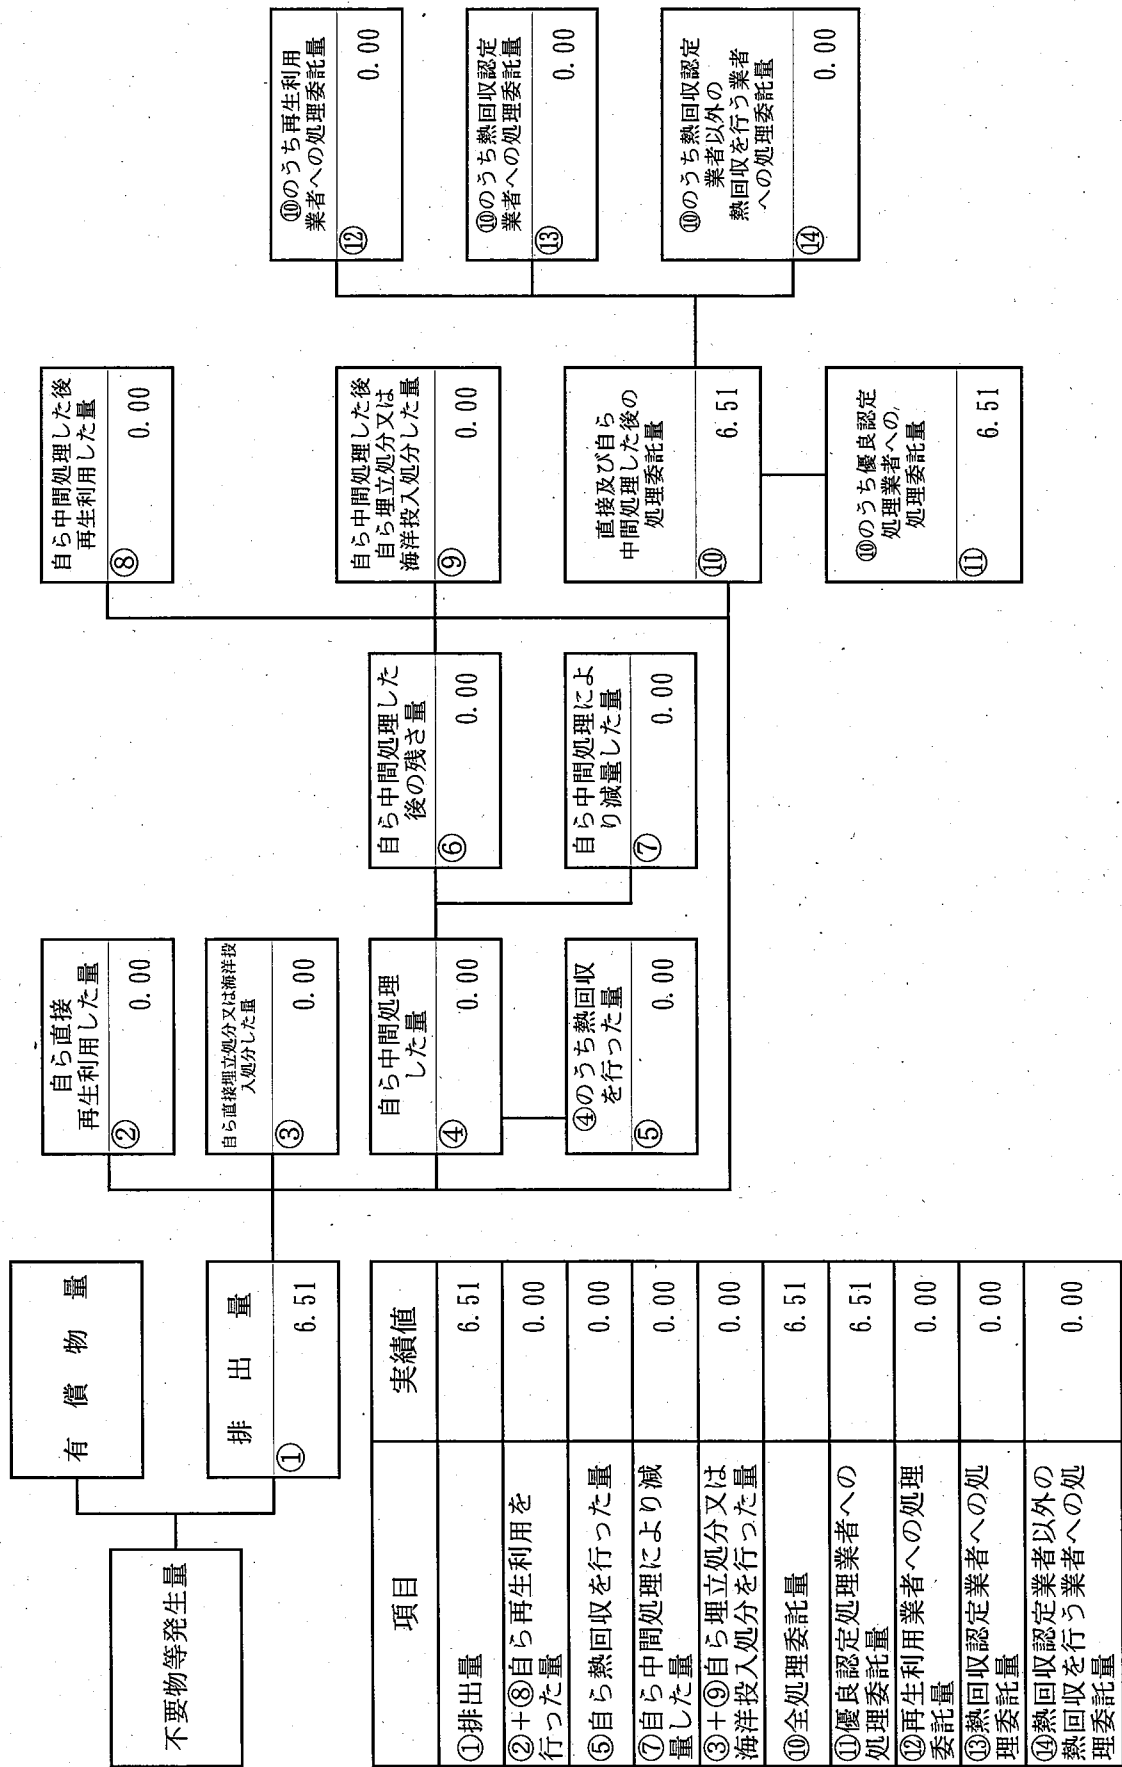 不要物等発生量
有償物量
排出量
①
6.51
自ら直接
再生利用した量
②
0.00
自ら直接埋立処分又は海洋投
入処分した量
③
0.00
自ら中間処理
した量
④
0.00
④のうち熱回収
を行った量
⑤
0.00
自ら中間処理した
後の残さ量
⑥
0.00
自ら中間処理によ
り減量した量
⑦
0.00
自ら中間処理した後
再生利用した量
⑧
0.00
自ら中間処理した後
自ら埋立処分又は
海洋投入処分した量
⑨
0.00
直接及び自ら
中間処理した後の
処理委託量
⑩
6.51
⑩のうち優良認定
処理業者への
処理委託量
⑪
6.51
⑩のうち再生利用
業者への処理委託量
⑫
0.00
⑩のうち熱回収認定
業者への処理委託量
⑬
0.00
⑩のうち熱回収認定
業者以外の
熱回収を行う業者
への処理委託量
⑭
0.00
項目 実績値
①排出量 6.51
②+⑧自ら再生利用を
行った量 0.00
⑤自ら熱回収を行った量 0.00
⑦自ら中間処理により減
量した量 0.00
③+⑨自ら埋立処分又は
海洋投入処分を行った量 0.00
⑩全処理委託量 6.51
⑪優良認定処理業者への
処理委託量 6.51
⑫再生利用業者への処理
委託量 0.00
⑬熱回収認定業者への処
理委託量 0.00
⑭熱回収認定業者以外の
熱回収を行う業者への処
理委託量 0.00